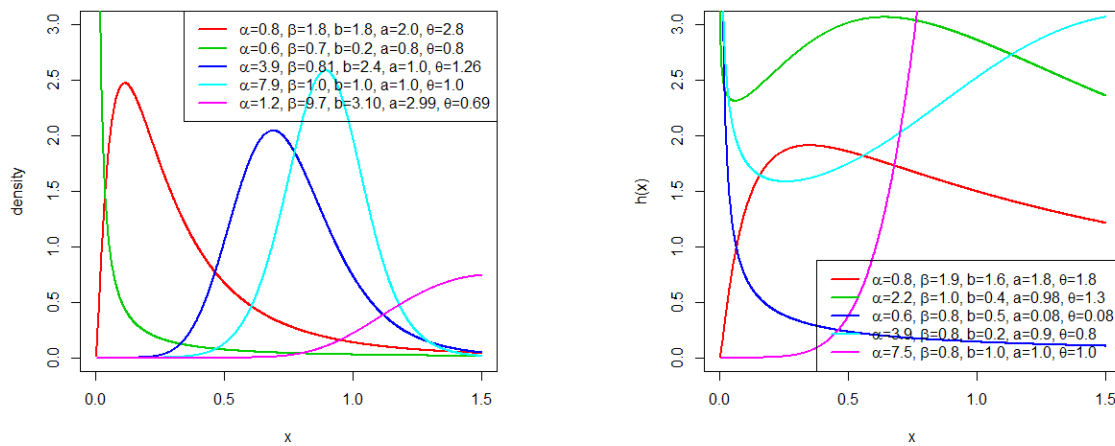 α=0.8, β=1.8, b=1.8, a=2.0, θ=2.8
α=0.6, β=0.7, b=0.2, a=0.8, θ=0.8
α=3.9, β=0.81, b=2.4, a=1.0, θ=1.26
α=7.9, β=1.0, b=1.0, a=1.0, θ=1.0
α=1.2, β=9.7, b=3.10, a=2.99, θ=0.69
density
3.0
2.5
2.0
1.5
1.0
0.5
0.0
0.0
0.5
1.0
1.5
x
h(x)
3.0
2.5
2.0
1.5
1.0
0.5
0.0
α=0.8, β=1.9, b=1.6, a=1.8, θ=1.8
α=2.2, β=1.0, b=0.4, a=0.98, θ=1.3
α=0.6, β=0.8, b=0.5, a=0.08, θ=0.08
α=3.9, β=0.8, b=0.2, a=0.9, θ=0.8
α=7.5, β=0.8, b=1.0, a=1.0, θ=1.0
0.0
0.5
1.0
1.5
x